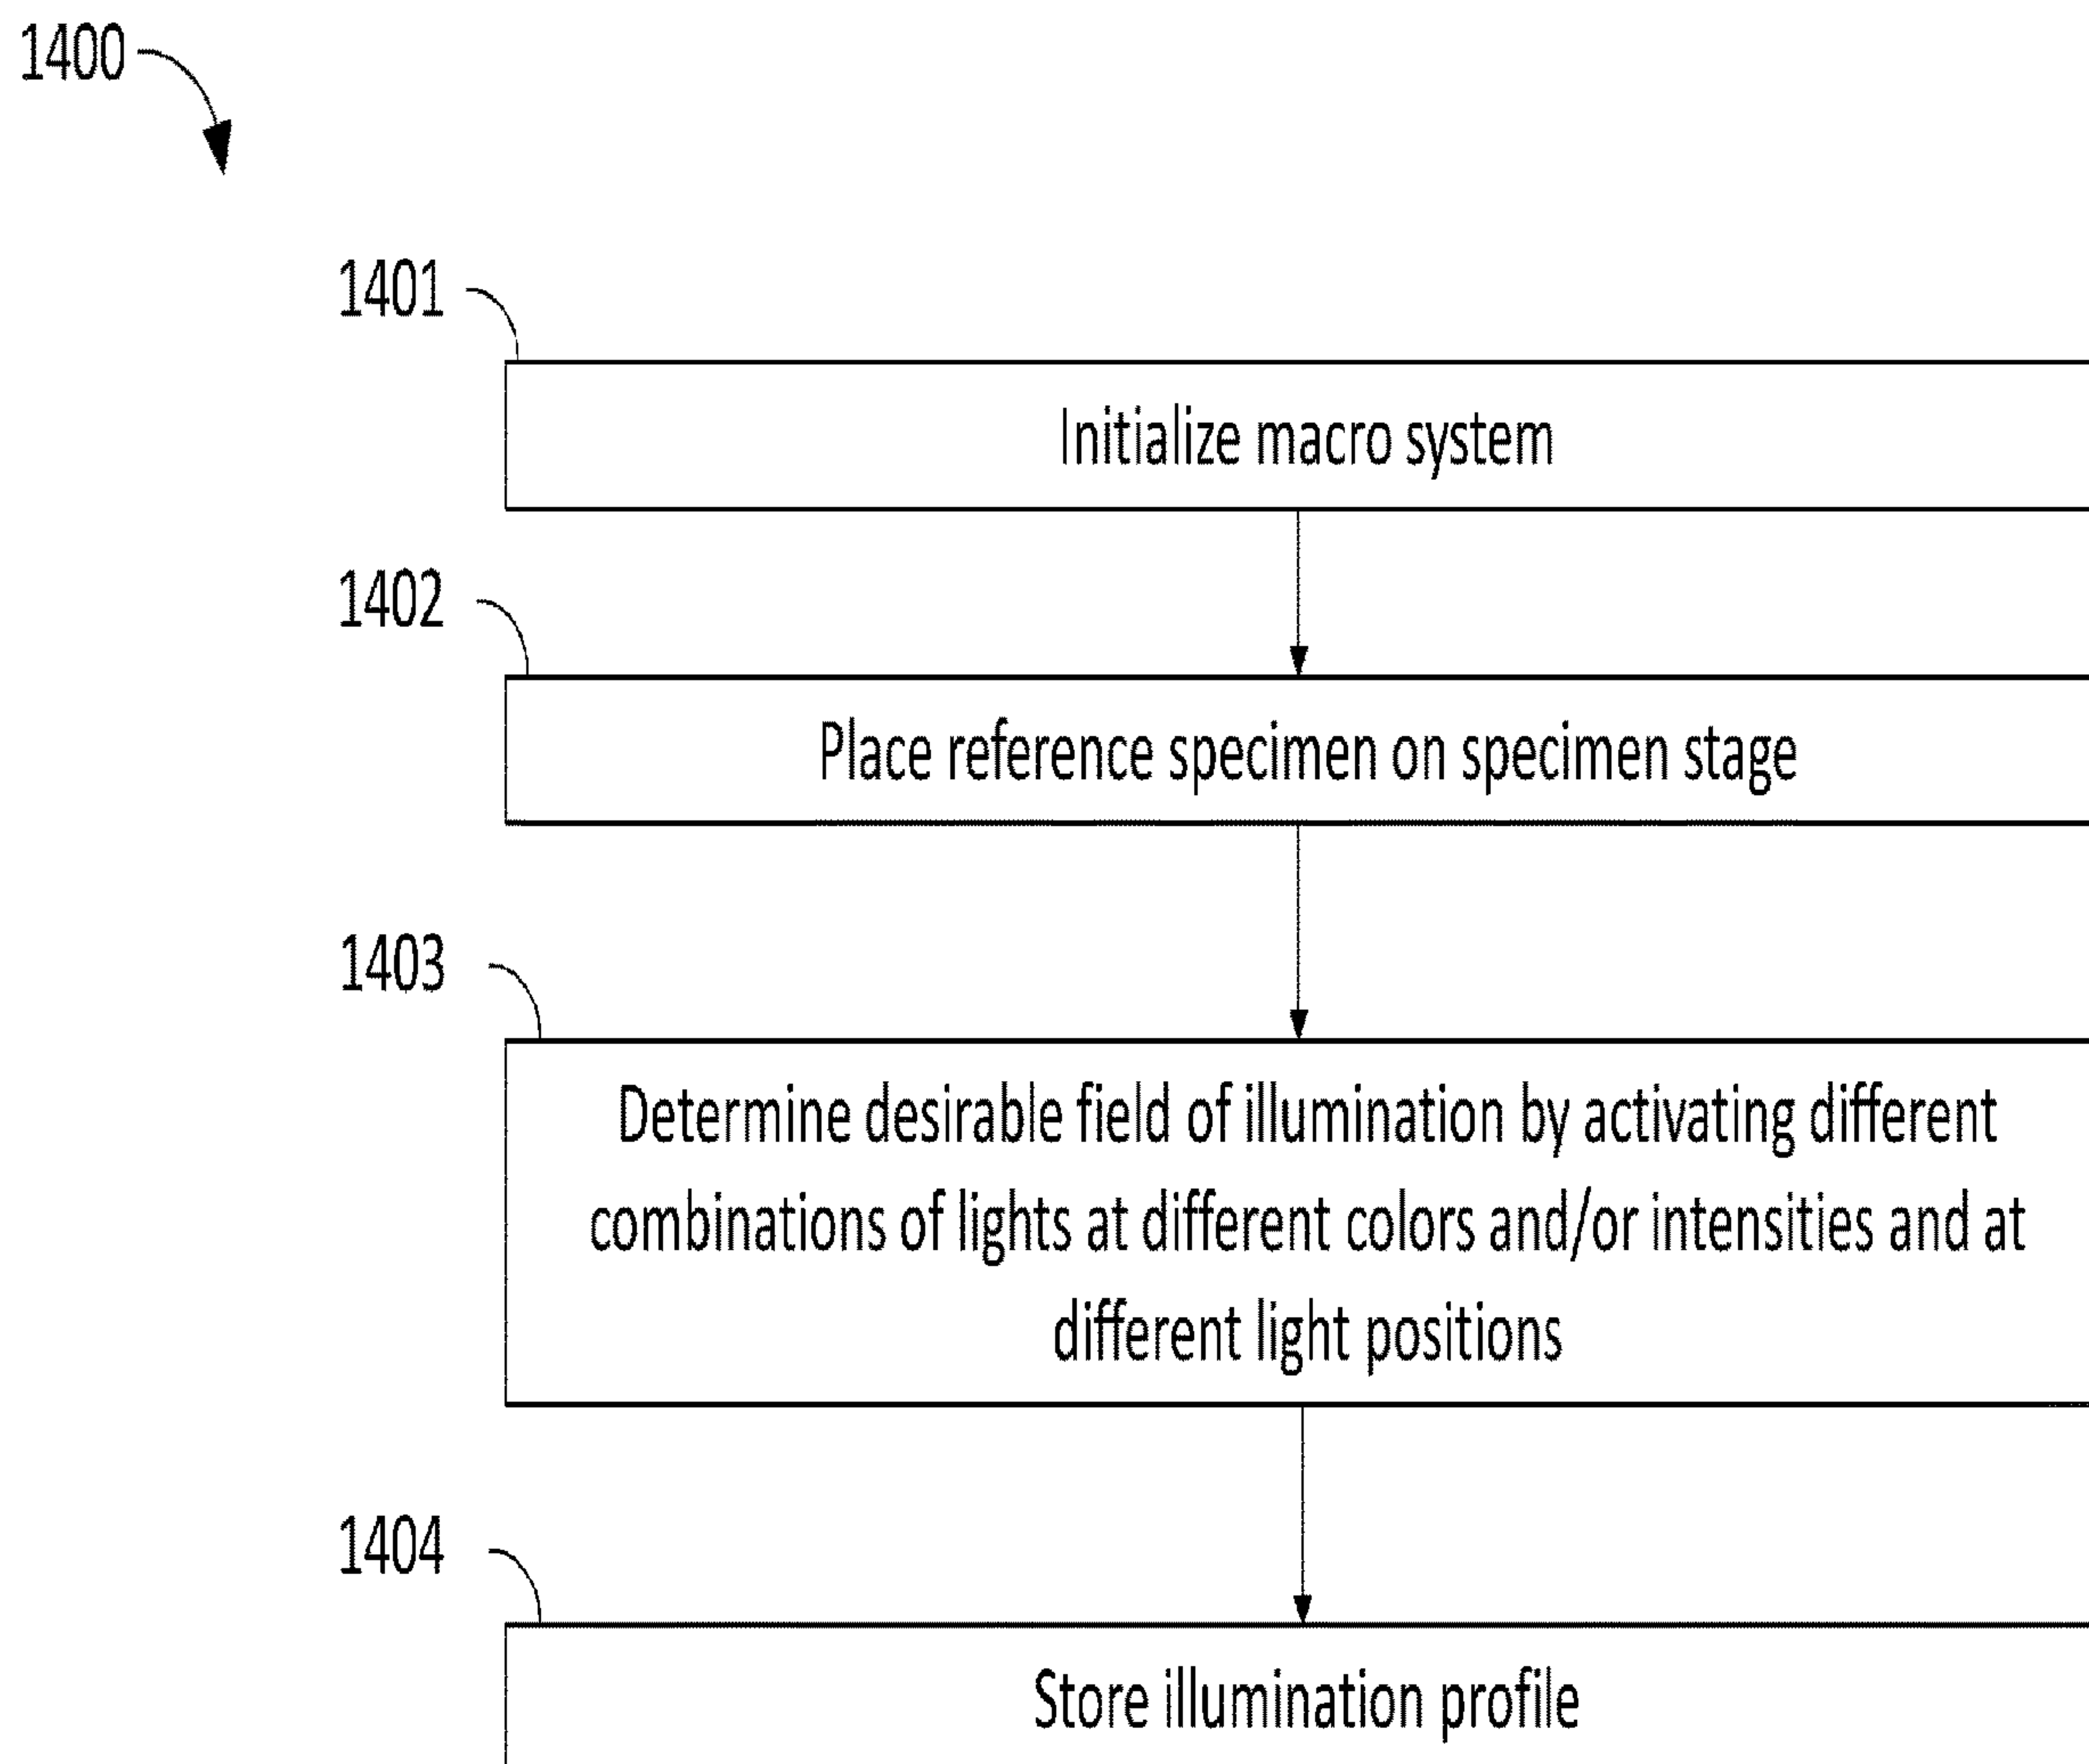 1400
1401
Initialize macro system
1402
Place reference specimen on specimen stage
1403
Determine desirable field of illumination by activating different
combinations of lights at different colors and/or intensities and at
different light positions
1404
Store illumination profile